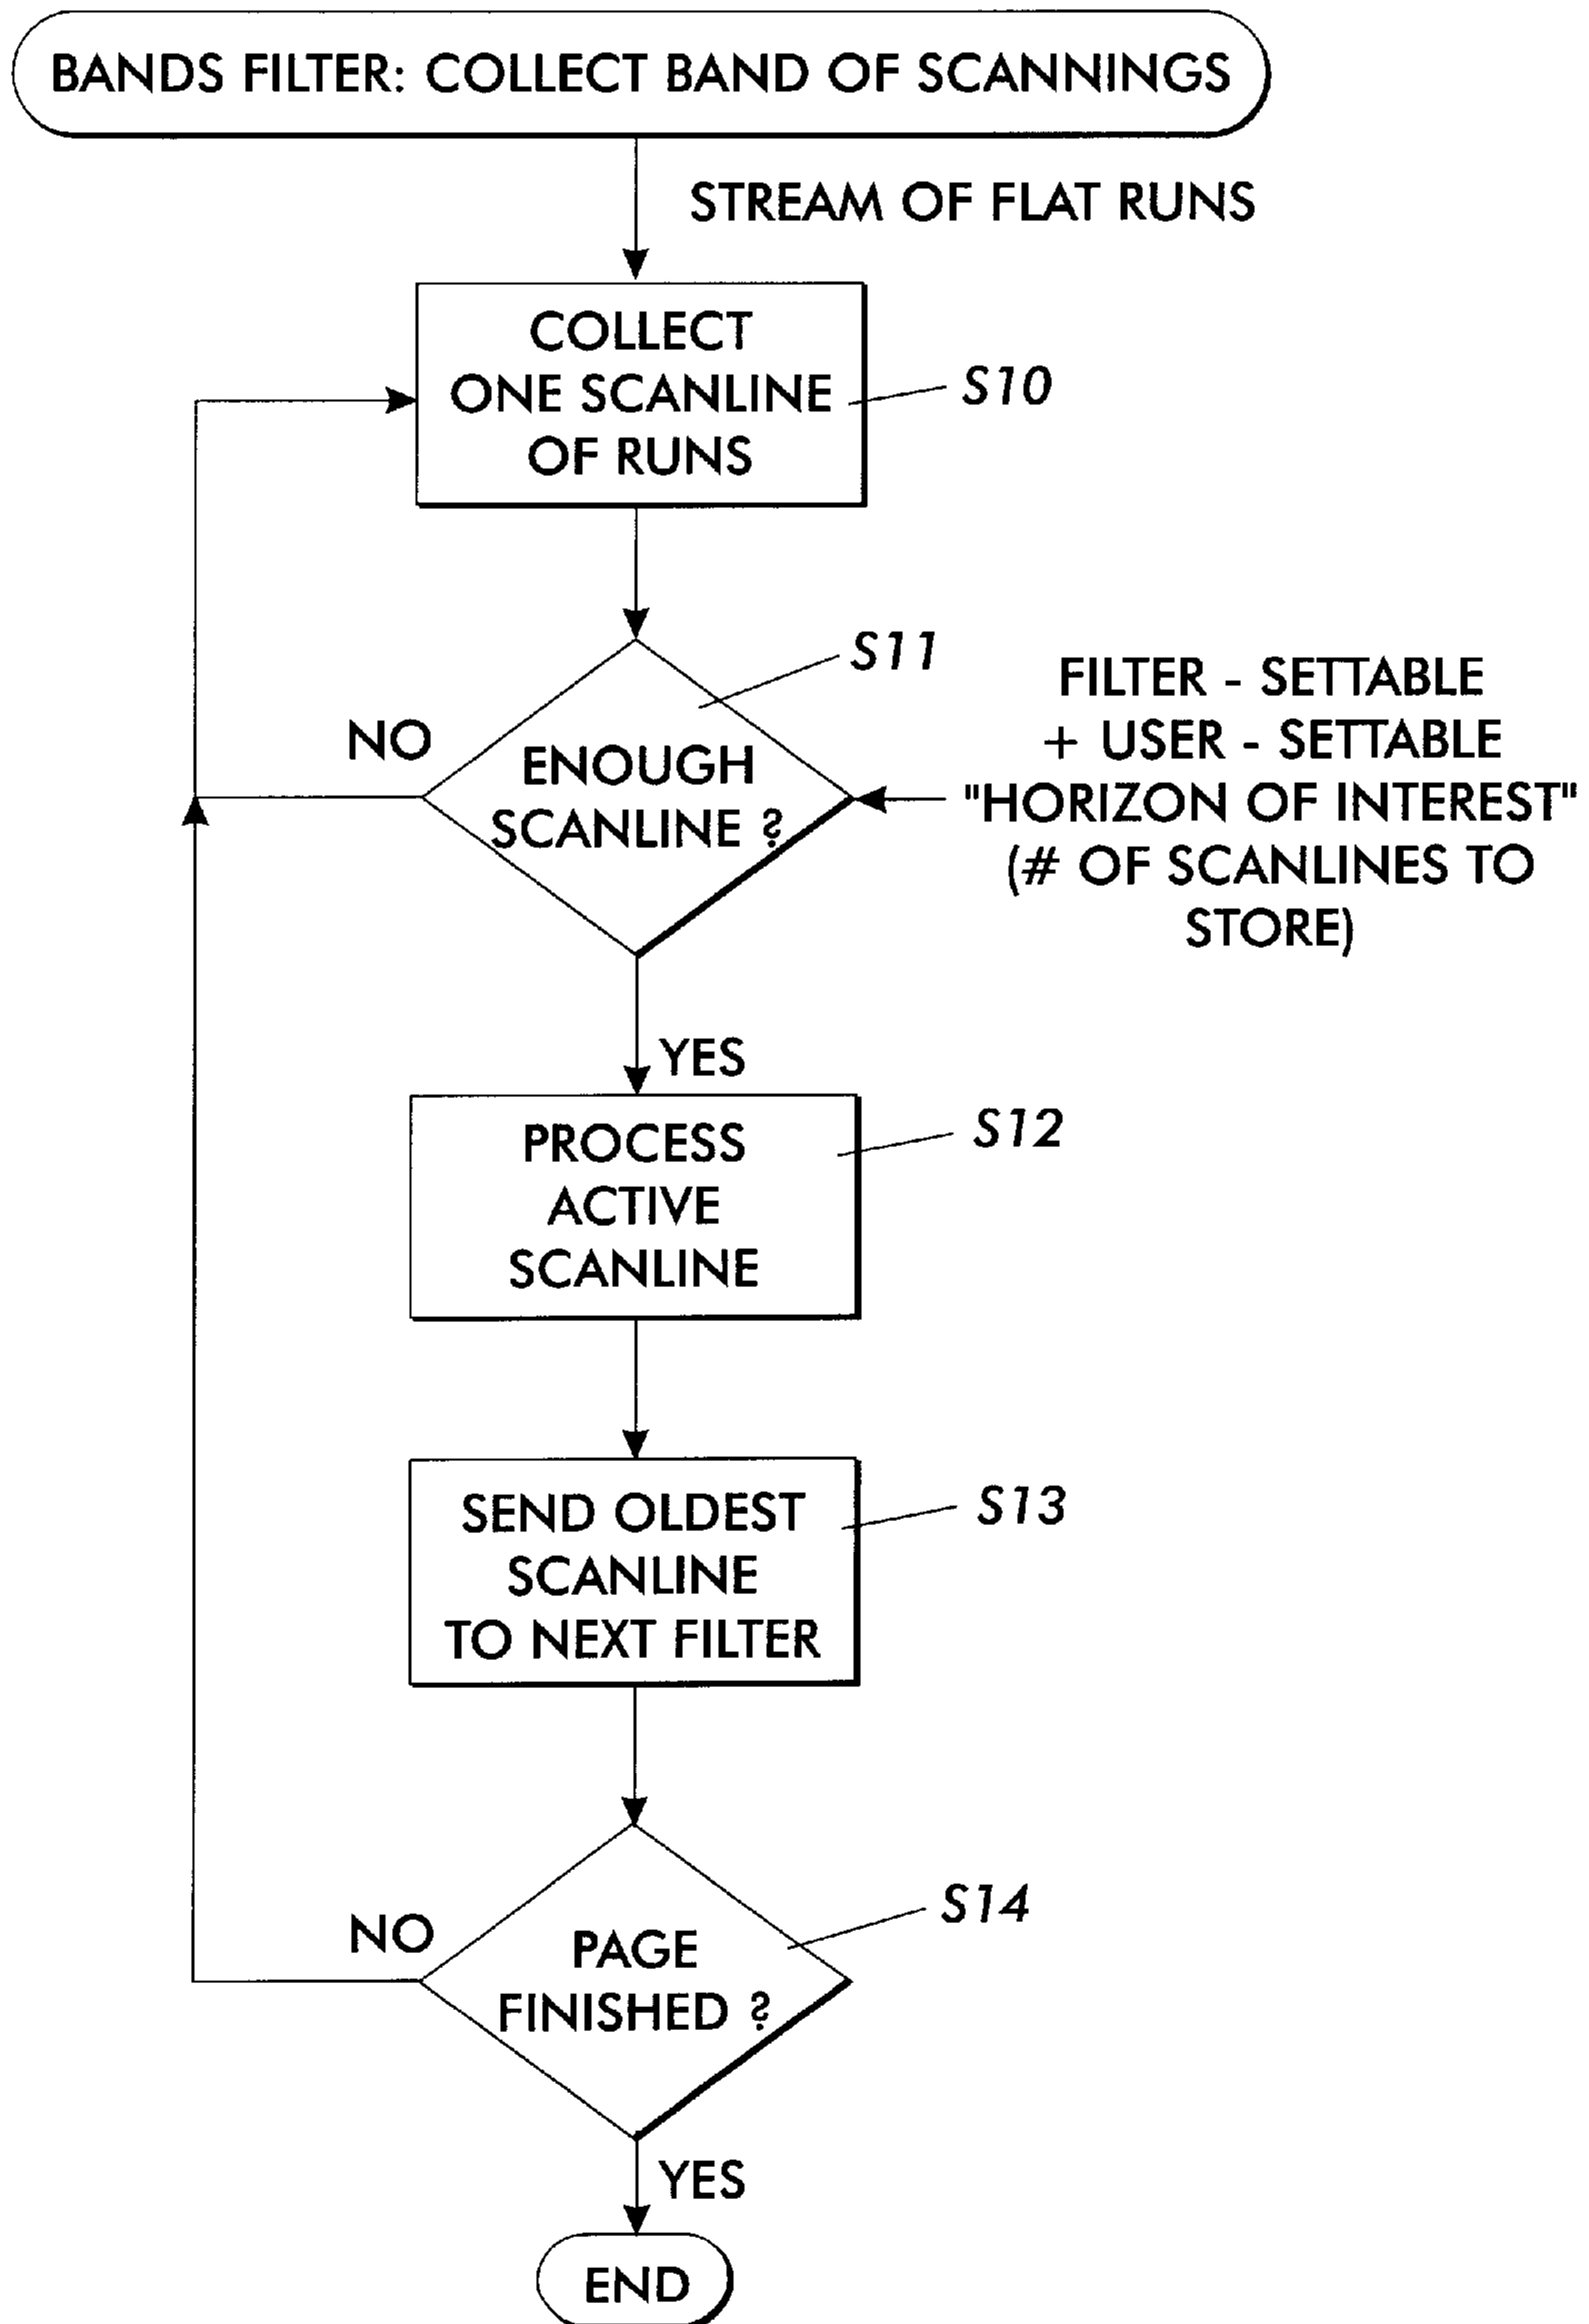 BANDS FILTER: COLLECT BAND OF SCANNINGS
STREAM OF FLAT RUNS
COLLECT
ONE SCANLINE
OF RUNS
S10
S11
NO
ENOUGH
SCANLINE ?
FILTER - SETTABLE
+ USER - SETTABLE
"HORIZON OF INTEREST"
(# OF SCANLINES TO
STORE)
YES
PROCESS
ACTIVE
SCANLINE
S12
SEND OLDEST
SCANLINE
TO NEXT FILTER
S13
NO
PAGE
FINISHED ?
S14
YES
END